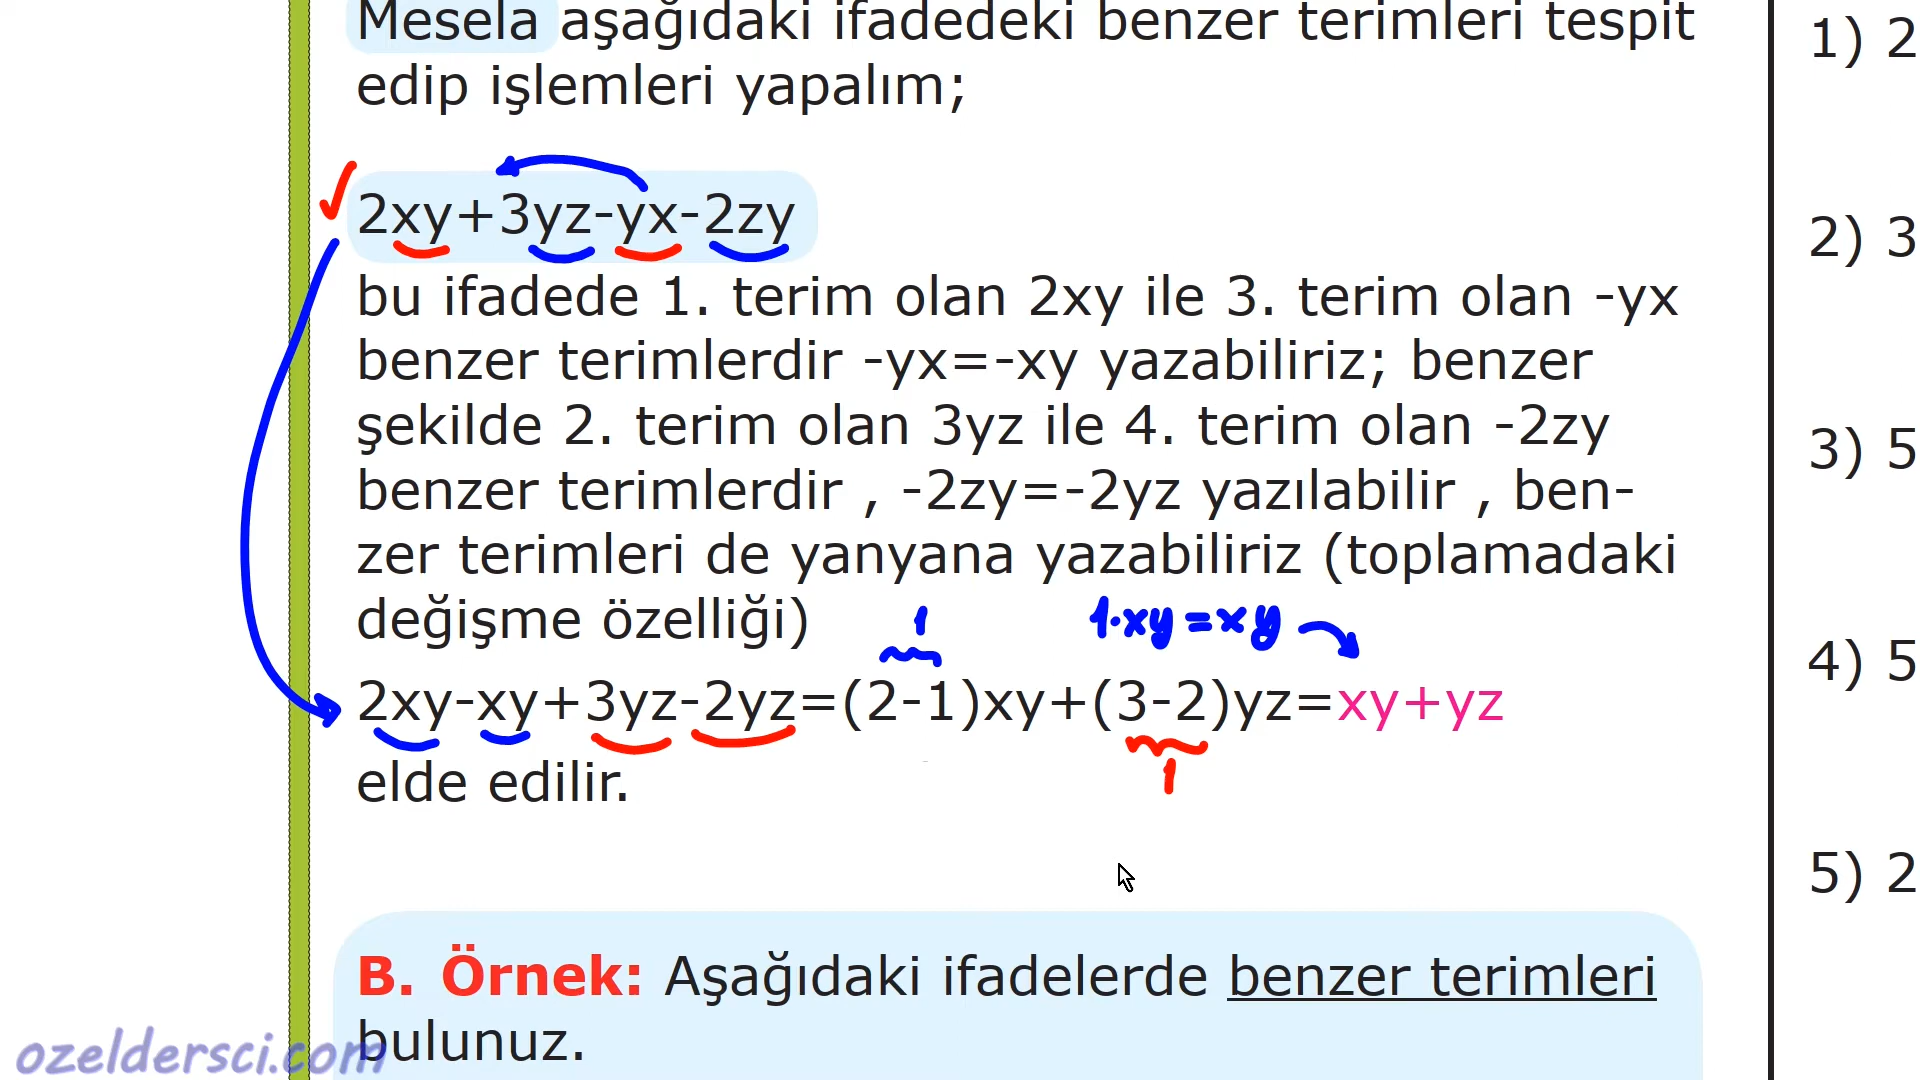 Mesela aşağıdaki ifadedeki benzer terimleri tespit
edip işlemleri yapalım;
2xy+3yz-yx-2zy
bu ifadede 1. terim olan 2xy ile 3. terim olan -yx
benzer terimlerdir -yx=-xy yazabiliriz; benzer
şekilde 2. terim olan 3yz ile 4. terim olan -2zy
benzer terimlerdir , -2zy=-2yz yazılabilir , ben-
zer terimleri de yanyana yazabiliriz (toplamadaki
değişme özelliği)
1
1.xy=xy
2xy-xy+3yz-2yz=(2-1)xy+(3-2)yz=xy+yz
1
elde edilir.
B. Örnek: Aşağıdaki ifadelerde benzer terimleri
bulunuz.
1) 2
2) 3
3) 5
4) 5
5) 2
ozeldersci.com